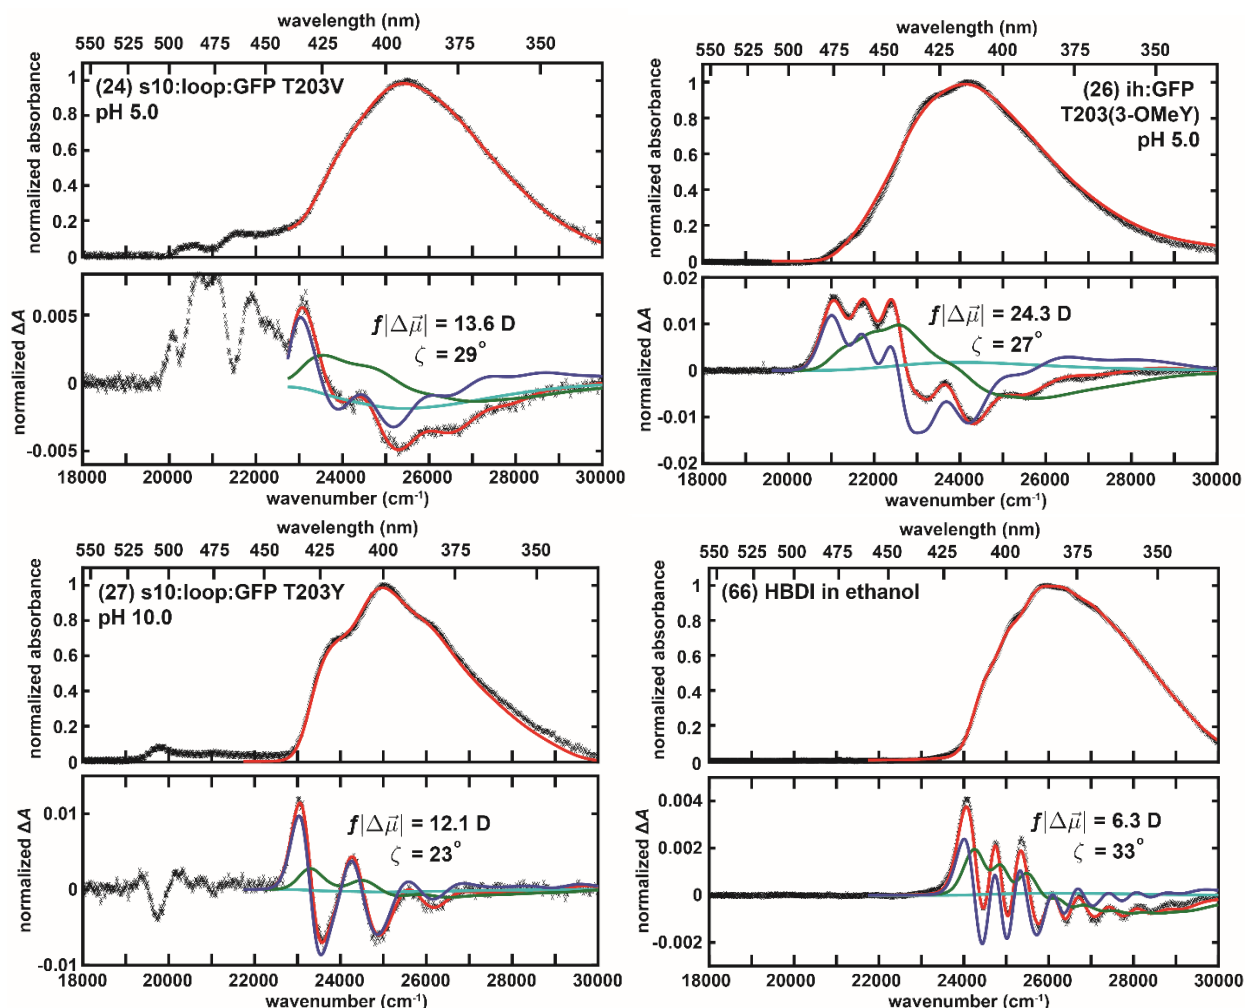 wavelength (nm)
550 525 500 475 450 425 400 375 350
normalized absorbance
1
0.8
0.6
0.4
0.2
0
(24) s10:loop:GFP T203V
pH 5.0
normalized ΔA
0.005
0
-0.005
f|Δμ⃗| = 13.6 D
ζ = 29°
18000 20000 22000 24000 26000 28000 30000
wavenumber (cm⁻¹)
wavelength (nm)
550 525 500 475 450 425 400 375 350
normalized absorbance
1
0.8
0.6
0.4
0.2
0
(26) ih:GFP
T203(3-OMeY)
pH 5.0
normalized ΔA
0.02
0.01
0
-0.01
-0.02
f|Δμ⃗| = 24.3 D
ζ = 27°
18000 20000 22000 24000 26000 28000 30000
wavenumber (cm⁻¹)
wavelength (nm)
550 525 500 475 450 425 400 375 350
normalized absorbance
1
0.8
0.6
0.4
0.2
0
(27) s10:loop:GFP T203Y
pH 10.0
normalized ΔA
0.01
0
-0.01
f|Δμ⃗| = 12.1 D
ζ = 23°
18000 20000 22000 24000 26000 28000 30000
wavenumber (cm⁻¹)
wavelength (nm)
550 525 500 475 450 425 400 375 350
normalized absorbance
1
0.8
0.6
0.4
0.2
0
(66) HBDI in ethanol
normalized ΔA
0.004
0.002
0
-0.002
f|Δμ⃗| = 6.3 D
ζ = 33°
18000 20000 22000 24000 26000 28000 30000
wavenumber (cm⁻¹)